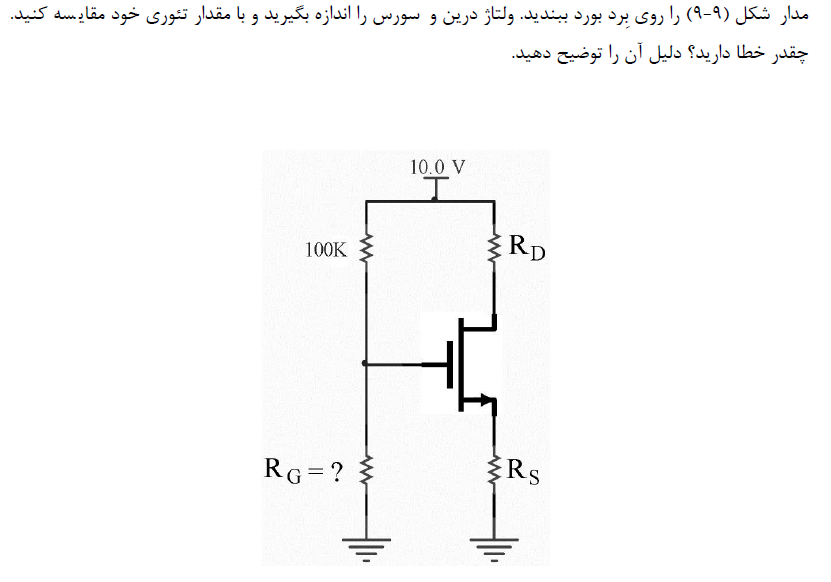 مدار شکل (۹-۹) را روی بِرد بورد ببندید. ولتاژ درین و سورس را اندازه بگیرید و با مقدار تئوری خود مقایسه کنید.
چقدر خطا دارید؟ دلیل آن را توضیح دهید.
10.0 V
100K
RD
RG = ?
RS